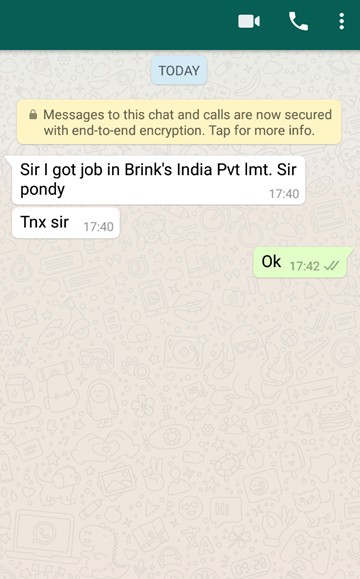 TODAY
Messages to this chat and calls are now secured
with end-to-end encryption. Tap for more info.
Sir I got job in Brink's India Pvt lmt. Sir
pondy
17:40
Tnx sir 17:40
Ok 17:42